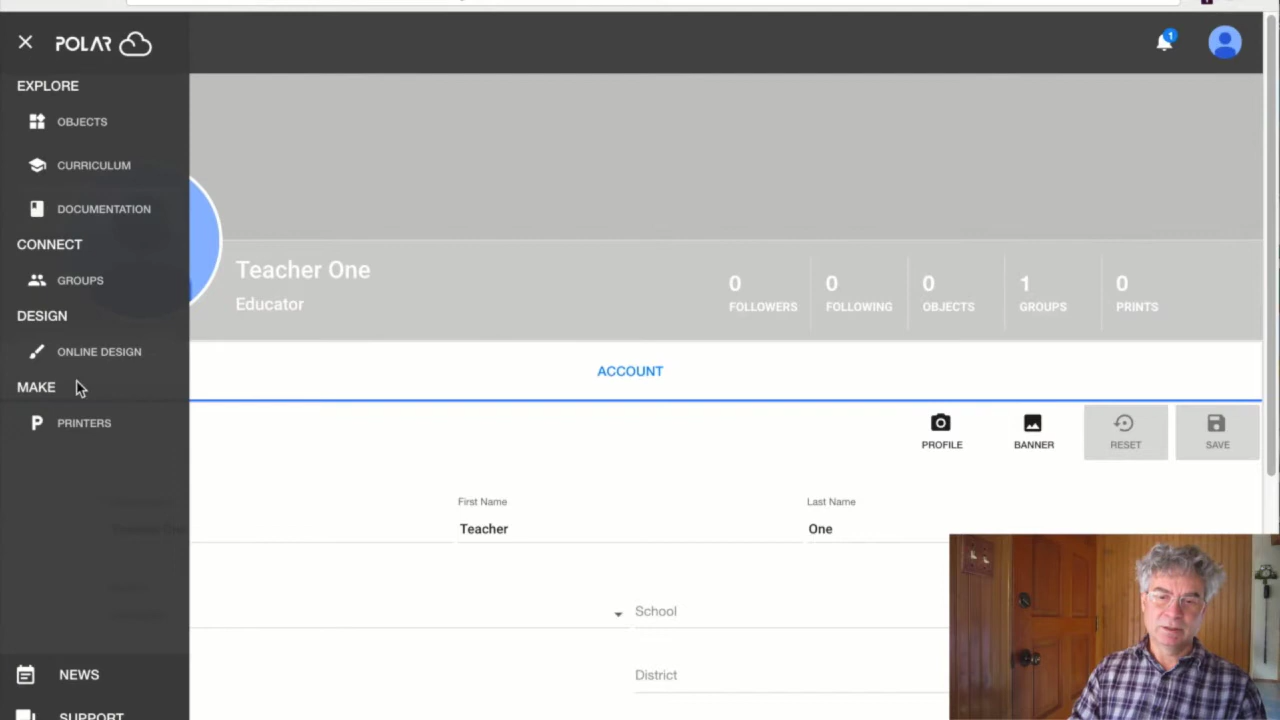 POLAR
1
EXPLORE
OBJECTS
CURRICULUM
DOCUMENTATION
CONNECT
GROUPS
DESIGN
ONLINE DESIGN
MAKE
P PRINTERS
NEWS
SUPPORT
Teacher One
Educator
0 0 0 1 0
FOLLOWERS FOLLOWING OBJECTS GROUPS PRINTS
ACCOUNT
PROFILE BANNER RESET SAVE
First Name Last Name
Teacher One
School
District